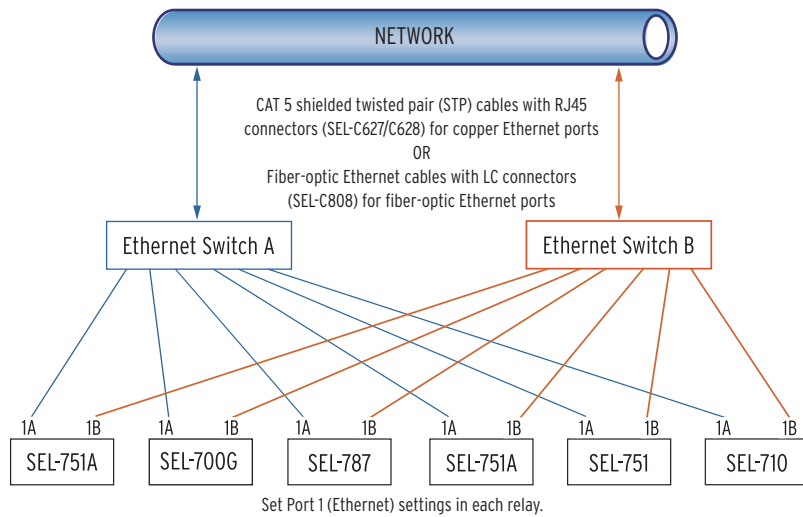 NETWORK
CAT 5 shielded twisted pair (STP) cables with RJ45
connectors (SEL-C627/C628) for copper Ethernet ports
OR
Fiber-optic Ethernet cables with LC connectors
(SEL-C808) for fiber-optic Ethernet ports
Ethernet Switch A
Ethernet Switch B
1A 1B 1A 1B 1A 1B 1A 1B 1A 1B 1A 1B
SEL-751A SEL-700G SEL-787 SEL-751A SEL-751 SEL-710
Set Port 1 (Ethernet) settings in each relay.